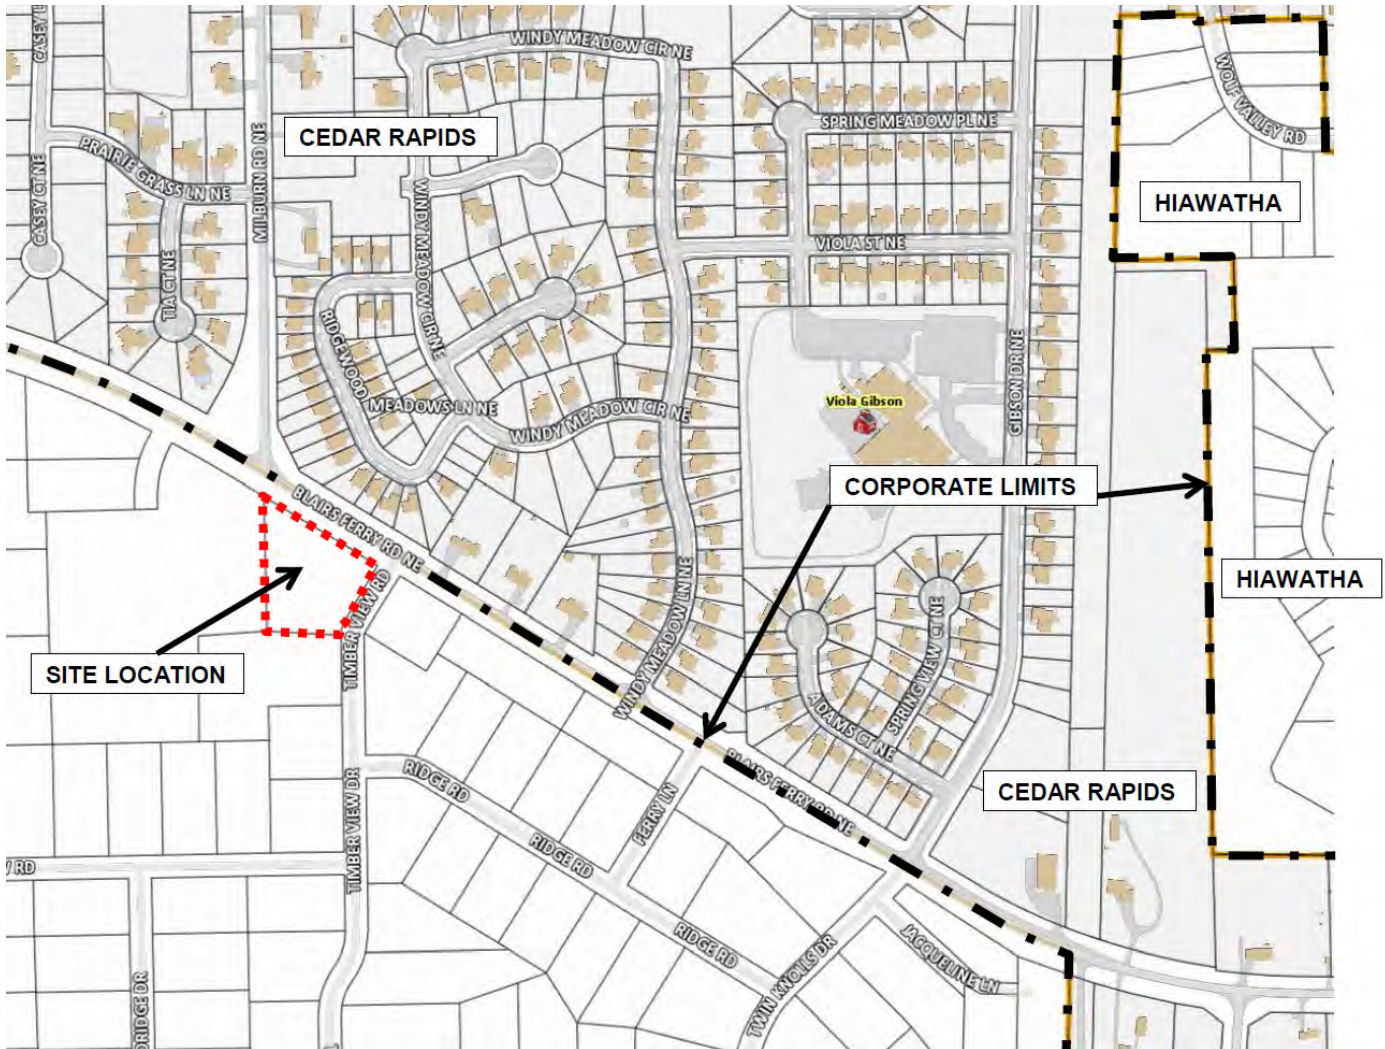 CASEY L
WINDY MEADOW CIR NE
WOLF VALLEY RD
SPRING MEADOW PL NE
CEDAR RAPIDS
MILBURN RD NE
PRAIRIE GRASS LN NE
CASEY CT NE
HIAWATHA
WINDY MEADOW CIR NE
VIOLA ST NE
TIA CT NE
RIDGEWOOD
MEADOWS LN NE
WINDY MEADOW CIR NE
GIBSON DR NE
Viola Gibson
CORPORATE LIMITS
BLAIRS FERRY RD NE
TIMBER VIEW RD
HIAWATHA
SITE LOCATION
WINDY MEADOW LN NE
ADAMS CT NE
SPRING VIEW CT NE
BLAIRS FERRY RD NE
CEDAR RAPIDS
RIDGE RD
FERRY LN
TIMBER VIEW DR
RIDGE RD
RD
RIDGE RD
TWIN KNOLLS DR
JACQUELINE LN
DRIDGE DR